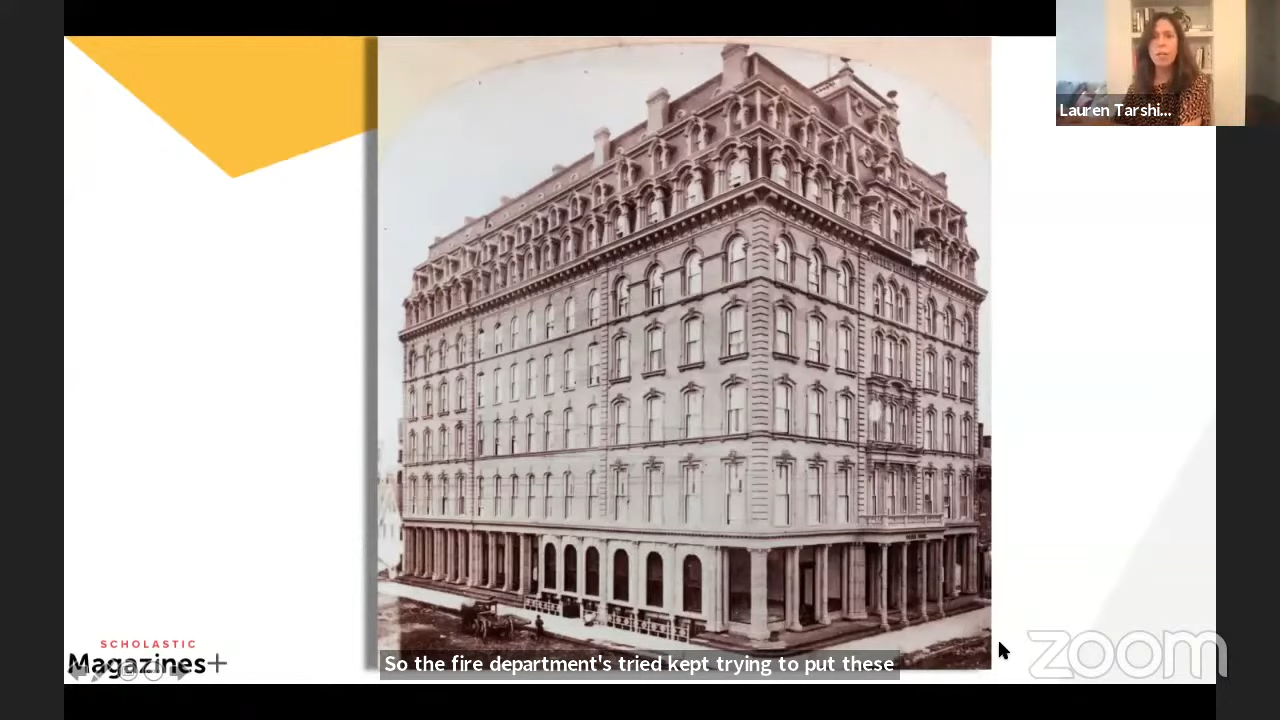 Lauren Tarshi...
SCHOLASTIC
Magazines+
So the fire department's tried kept trying to put these
zoom